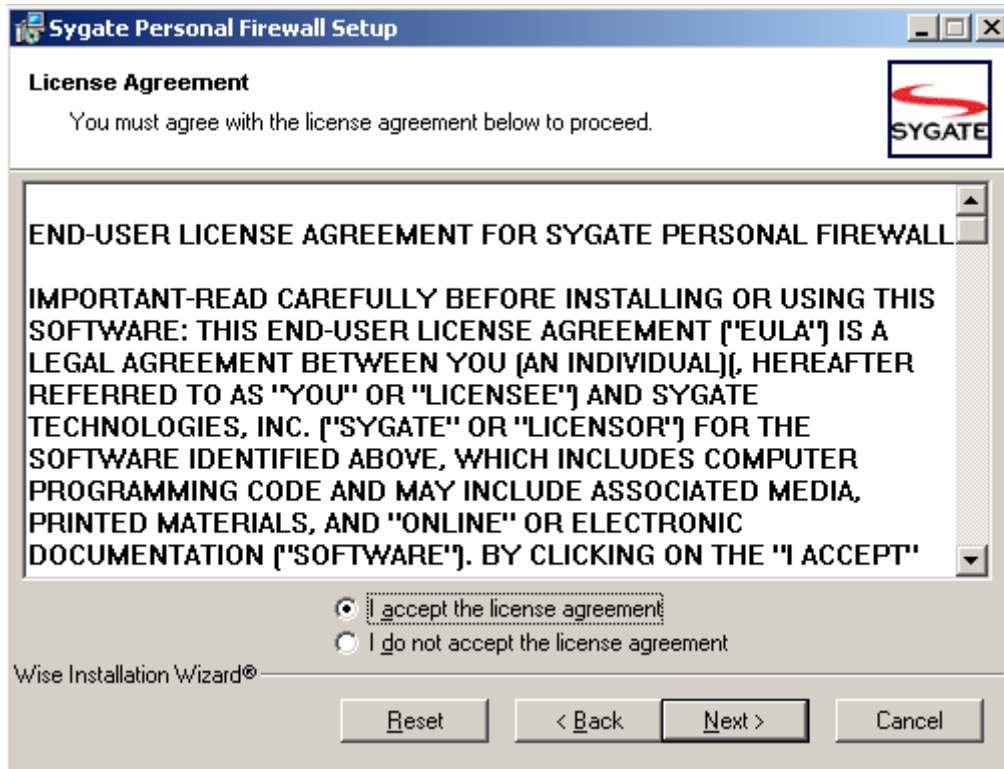 Sygate Personal Firewall Setup
License Agreement
You must agree with the license agreement below to proceed.
SYGATE
END-USER LICENSE AGREEMENT FOR SYGATE PERSONAL FIREWALL
IMPORTANT-READ CAREFULLY BEFORE INSTALLING OR USING THIS
SOFTWARE: THIS END-USER LICENSE AGREEMENT ("EULA") IS A
LEGAL AGREEMENT BETWEEN YOU (AN INDIVIDUAL)(, HEREAFTER
REFERRED TO AS "YOU" OR "LICENSEE") AND SYGATE
TECHNOLOGIES, INC. ("SYGATE" OR "LICENSOR") FOR THE
SOFTWARE IDENTIFIED ABOVE, WHICH INCLUDES COMPUTER
PROGRAMMING CODE AND MAY INCLUDE ASSOCIATED MEDIA,
PRINTED MATERIALS, AND "ONLINE" OR ELECTRONIC
DOCUMENTATION ("SOFTWARE"). BY CLICKING ON THE "I ACCEPT"
I accept the license agreement
I do not accept the license agreement
Wise Installation Wizard®
Reset
< Back
Next >
Cancel